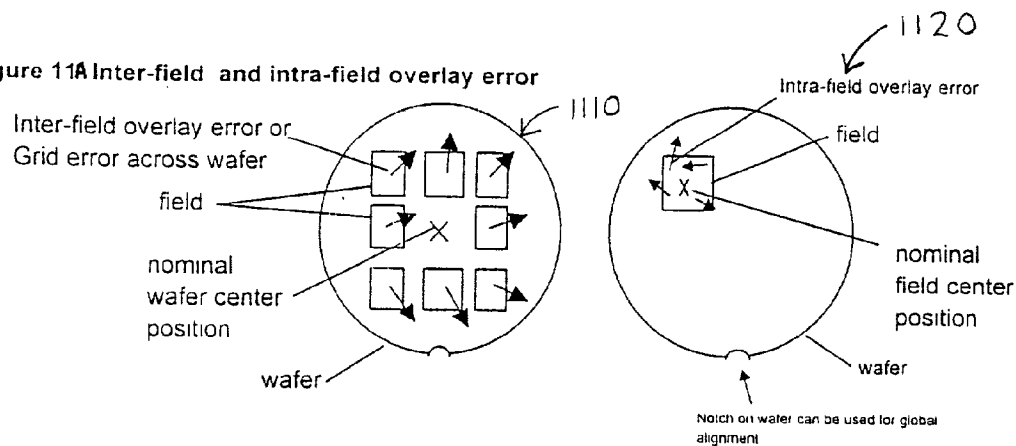 1120
gure 11A Inter-field and intra-field overlay error
1110
Intra-field overlay error
Inter-field overlay error or
Grid error across wafer
field
field
X
X
nominal
wafer center
position
nominal
field center
position
wafer
wafer
Notch on wafer can be used for global
alignment